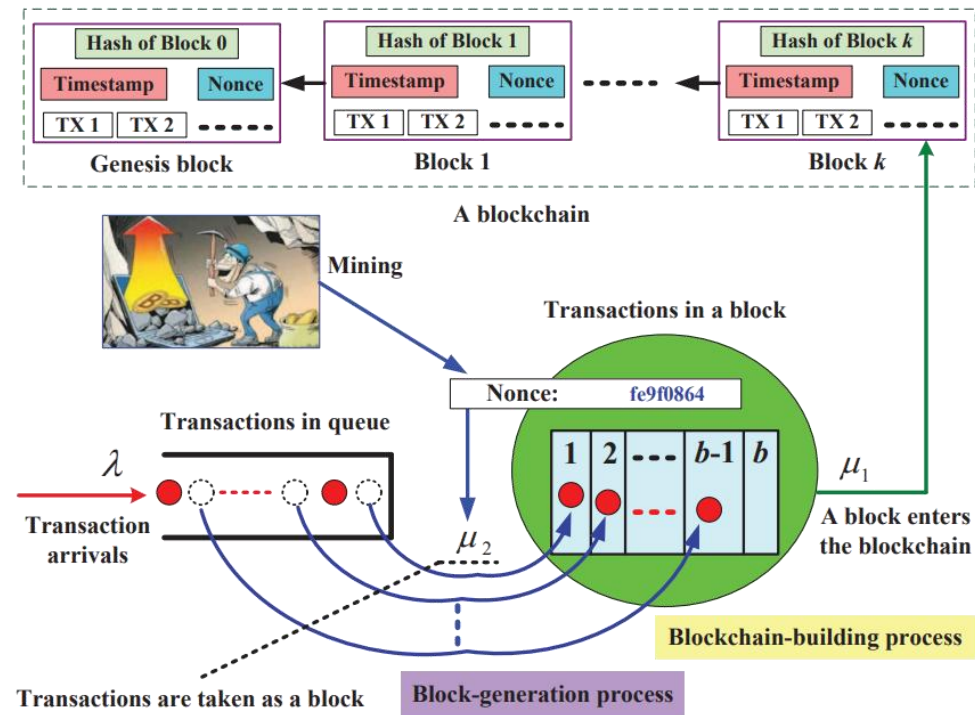 Hash of Block 0
Timestamp
Nonce
TX 1
TX 2
Genesis block
Hash of Block 1
Timestamp
Nonce
TX 1
TX 2
Block 1
Hash of Block k
Timestamp
Nonce
TX 1
TX 2
Block k
A blockchain
Mining
Transactions in a block
Nonce: fe9f0864
Transactions in queue
1
2
b-1
b
λ
Transaction
arrivals
μ₂
μ₁
A block enters
the blockchain
Blockchain-building process
Transactions are taken as a block
Block-generation process